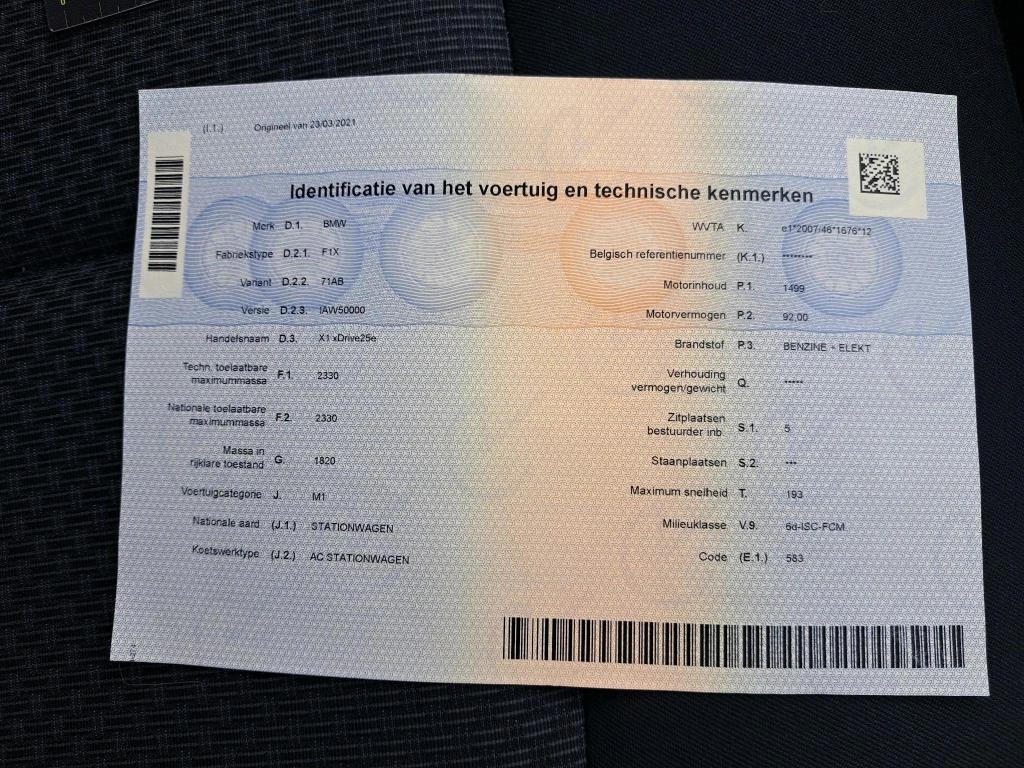 (I.1.) Origineel van 23/03/2021
Identificatie van het voertuig en technische kenmerken
Merk D.1. BMW
Fabriekstype D.2.1. F1X
Variant D.2.2. 71AB
Versie D.2.3. IAW50000
Handelsnaam D.3. X1 xDrive25e
Techn. toelaatbare
maximummassa F.1. 2330
Nationale toelaatbare
maximummassa F.2. 2330
Massa in
rijklare toestand G. 1820
Voertuigcategorie J. M1
Nationale aard (J.1.) STATIONWAGEN
Koetswerktype (J.2.) AC STATIONWAGEN
WVTA K. e1*2007/46*1676*12
Belgisch referentienummer (K.1.) ********
Motorinhoud P.1. 1499
Motorvermogen P.2. 92,00
Brandstof P.3. BENZINE - ELEKT
Verhouding
vermogen/gewicht Q. *****
Zitplaatsen
bestuurder inb. S.1. 5
Staanplaatsen S.2. ***
Maximum snelheid T. 193
Milieuklasse V.9. 6d-ISC-FCM
Code (E.1.) 583